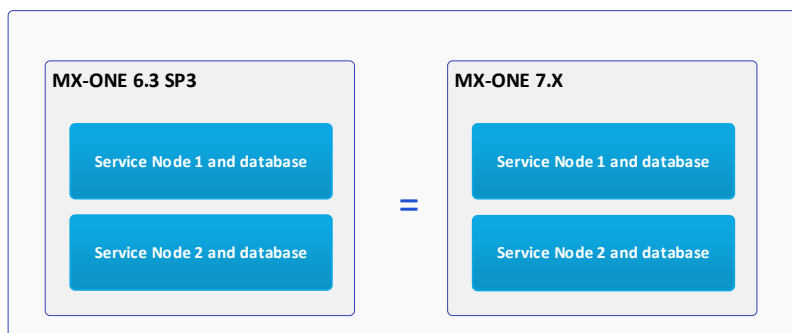 MX-ONE 6.3 SP3
Service Node 1 and database
Service Node 2 and database
=
MX-ONE 7.X
Service Node 1 and database
Service Node 2 and database